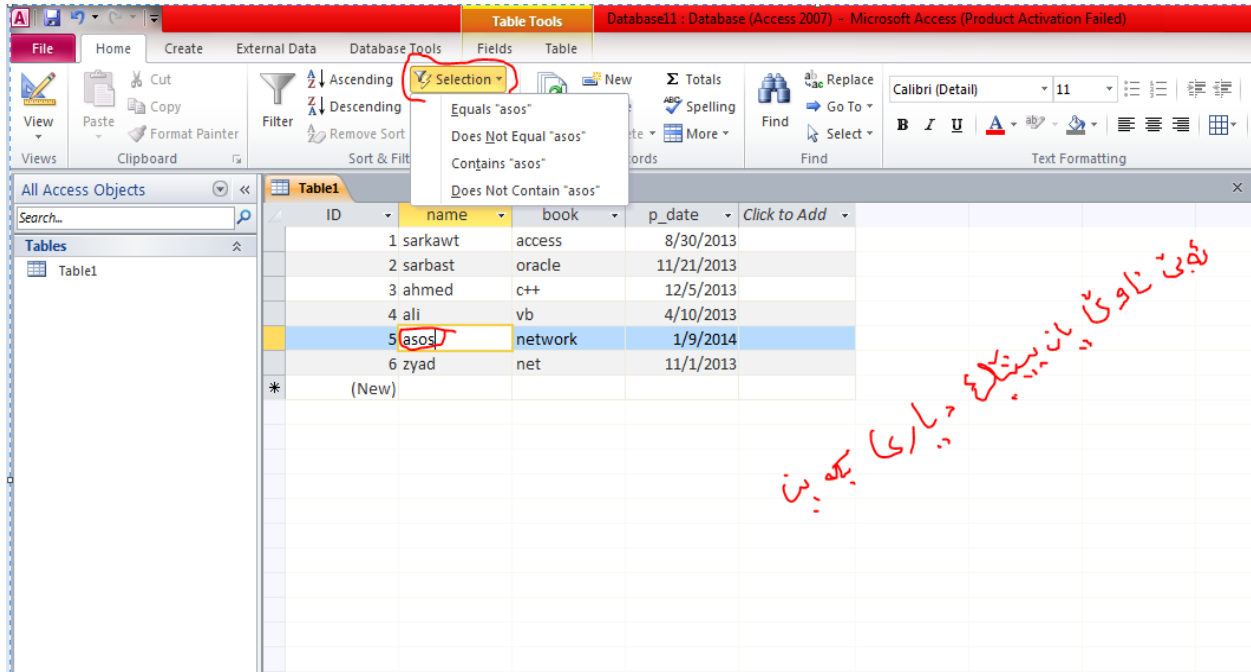 Table Tools
Database11 : Database (Access 2007) - Microsoft Access (Product Activation Failed)
File Home Create External Data Database Tools Fields Table
Cut
Copy
Format Painter
View
Paste
Filter
Ascending
Descending
Remove Sort
Selection
Equals "asos"
Does Not Equal "asos"
Contains "asos"
Does Not Contain "asos"
New
Totals
Spelling
More
Find
Replace
Go To
Select
Calibri (Detail) 11
B I U A
Views Clipboard Sort & Filt ords Find Text Formatting
All Access Objects
Search...
Tables
Table1
Table1
ID name book p_date Click to Add
1 sarkawt access 8/30/2013
2 sarbast oracle 11/21/2013
3 ahmed c++ 12/5/2013
4 ali vb 4/10/2013
5 asos network 1/9/2014
6 zyad net 11/1/2013
* (New)
ئەبێ ناوێ یان پیتێک دیاری بکەین